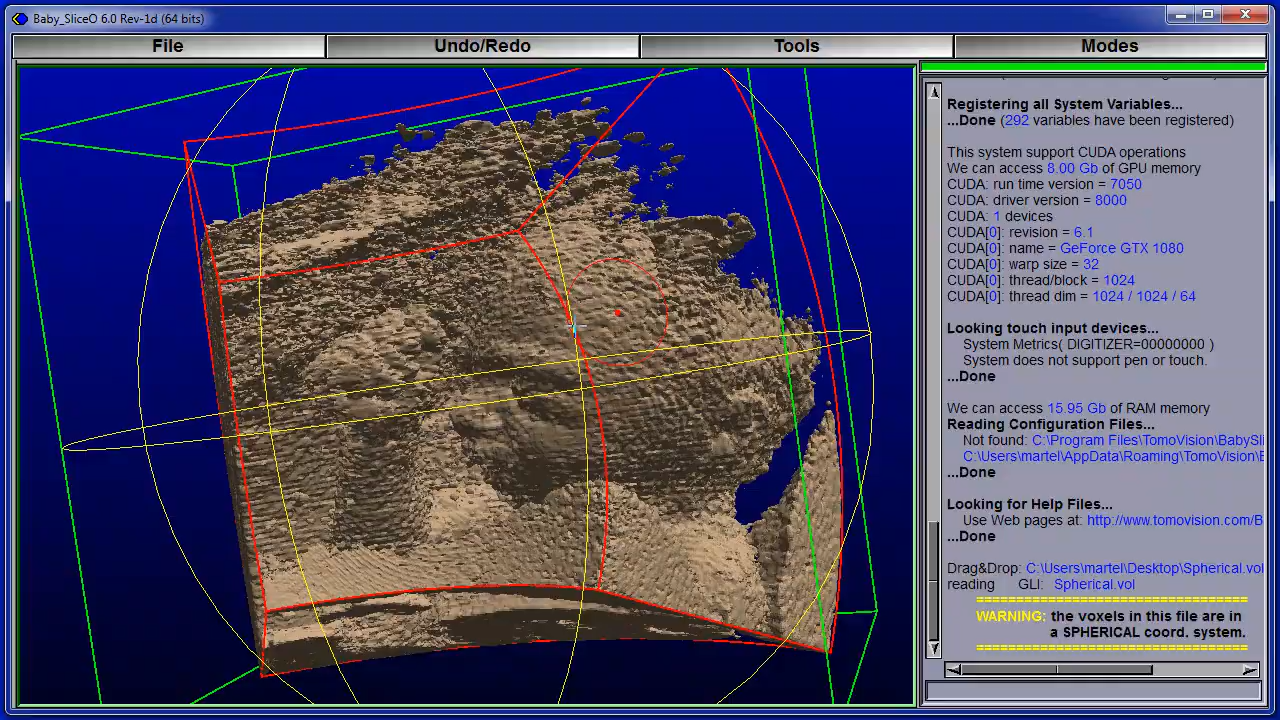 Baby_SliceO 6.0 Rev-1d (64 bits)
File
Undo/Redo
Tools
Modes
Registering all System Variables...
...Done (292 variables have been registered)
This system support CUDA operations
We can access 8.00 Gb of GPU memory
CUDA: run time version = 7050
CUDA: driver version = 8000
CUDA: 1 devices
CUDA[0]: revision = 6.1
CUDA[0]: name = GeForce GTX 1080
CUDA[0]: warp size = 32
CUDA[0]: thread/block = 1024
CUDA[0]: thread dim = 1024 / 1024 / 64
Looking touch input devices...
System Metrics( DIGITIZER=00000000 )
System does not support pen or touch.
...Done
We can access 15.95 Gb of RAM memory
Reading Configuration Files...
Not found: C:\Program Files\TomoVision\BabySli
C:\Users\martel\AppData\Roaming\TomoVision\B
...Done
Looking for Help Files...
Use Web pages at: http://www.tomovision.com/B
...Done
Drag&Drop: C:\Users\martel\Desktop\Spherical.vol
reading GLI: Spherical.vol
==================================
WARNING: the voxels in this file are in
a SPHERICAL coord. system.
==================================